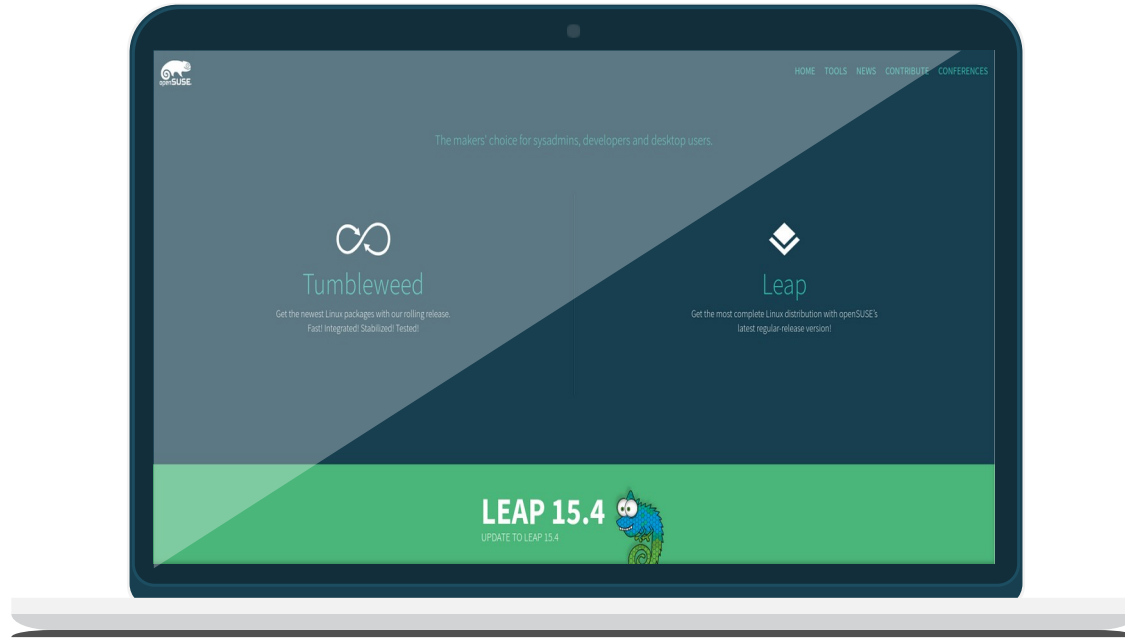 openSUSE.
HOME TOOLS NEWS CONTRIBUTE CONFERENCES
The makers' choice for sysadmins, developers and desktop users.
Tumbleweed
Get the newest Linux packages with our rolling release.
Fast! Integrated! Stabilized! Tested!
Leap
Get the most complete Linux distribution with openSUSE's
latest regular-release version!
LEAP 15.4
UPDATE TO LEAP 15.4